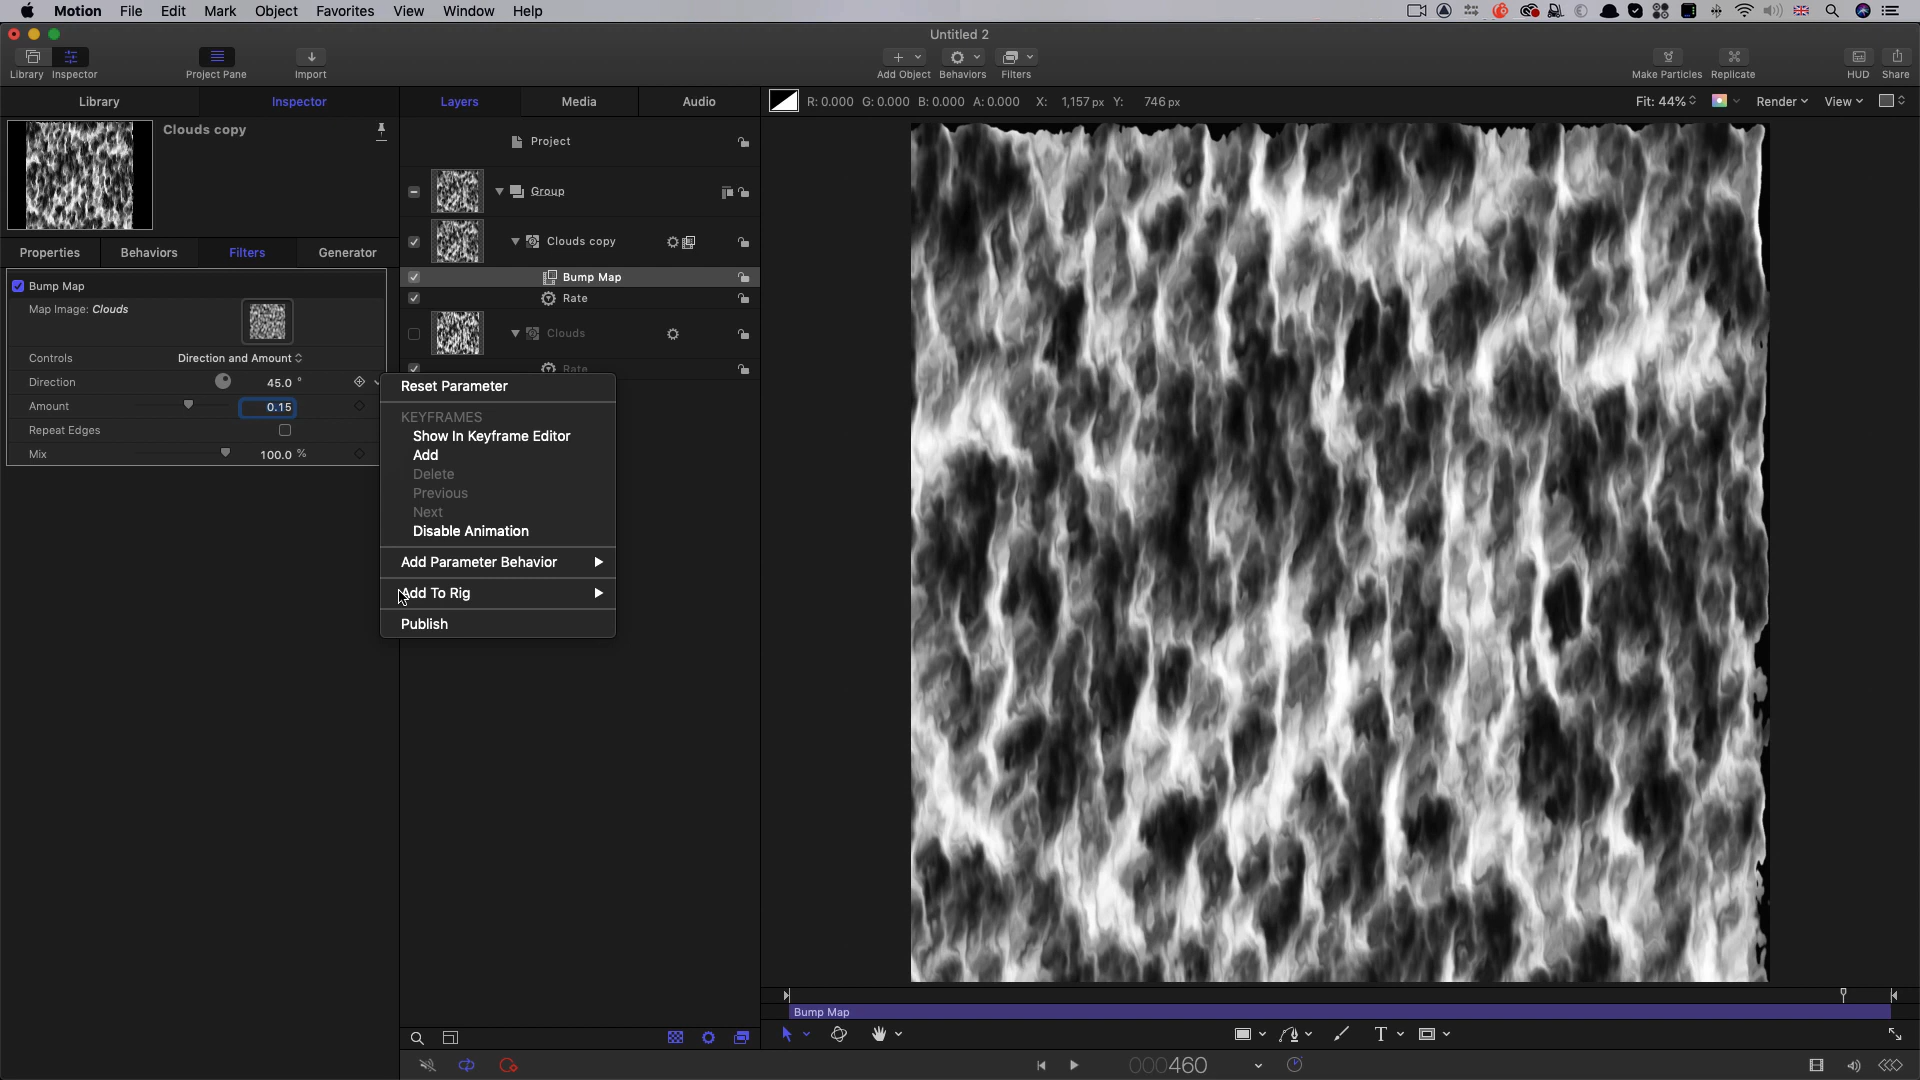 Motion File Edit Mark Object Favorites View Window Help
Untitled 2
Library Inspector Project Pane Import Add Object Behaviors Filters Make Particles Replicate HUD Share
Library Inspector Layers Media Audio R: 0.000 G: 0.000 B: 0.000 A: 0.000 X: 1,157 px Y: 746 px Fit: 44% Render View
Clouds copy
Project
Group
Clouds copy
Properties Behaviors Filters Generator
Bump Map
Bump Map
Map Image: Clouds
Rate
Clouds
Controls Direction and Amount
Rate
Direction 45.0 °
Amount 0.15
Repeat Edges
Mix 100.0 %
Reset Parameter
KEYFRAMES
Show In Keyframe Editor
Add
Delete
Previous
Next
Disable Animation
Add Parameter Behavior
Add To Rig
Publish
Bump Map
T
000460